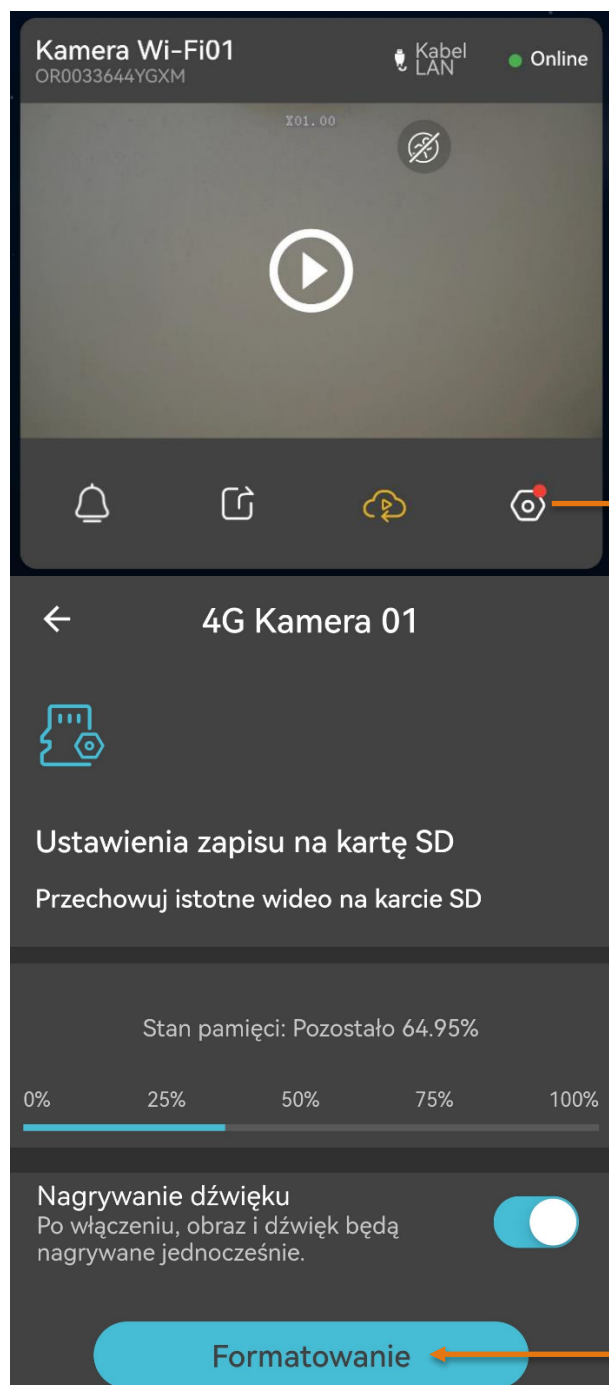 Kamera Wi-Fi01
OR0033644YGXM
Kabel
LAN
Online
X01.00
4G Kamera 01
Ustawienia zapisu na kartę SD
Przechowuj istotne wideo na karcie SD
Stan pamięci: Pozostało 64.95%
0% 25% 50% 75% 100%
Nagrywanie dźwięku
Po włączeniu, obraz i dźwięk będą
nagrywane jednocześnie.
Formatowanie